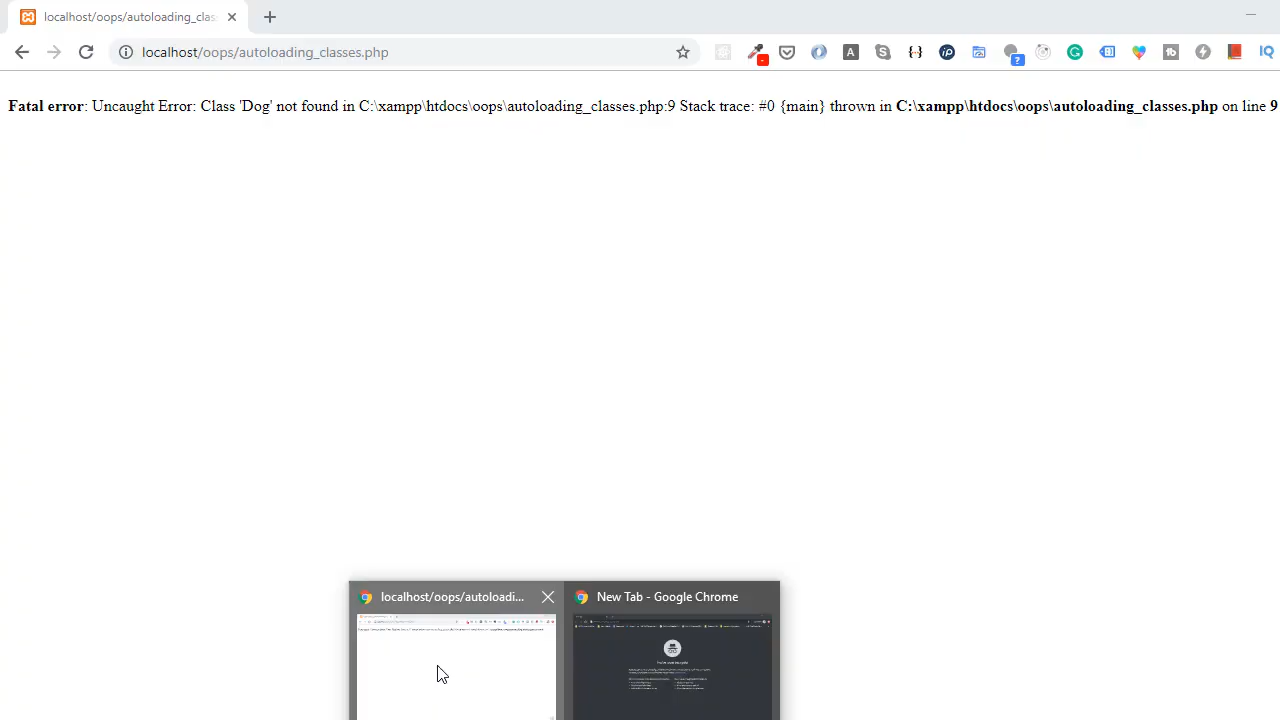 localhost/oops/autoloading_clas
localhost/oops/autoloading_classes.php
Fatal error: Uncaught Error: Class 'Dog' not found in C:\xampp\htdocs\oops\autoloading_classes.php:9 Stack trace: #0 {main} thrown in C:\xampp\htdocs\oops\autoloading_classes.php on line 9
localhost/oops/autoloadi...
New Tab - Google Chrome